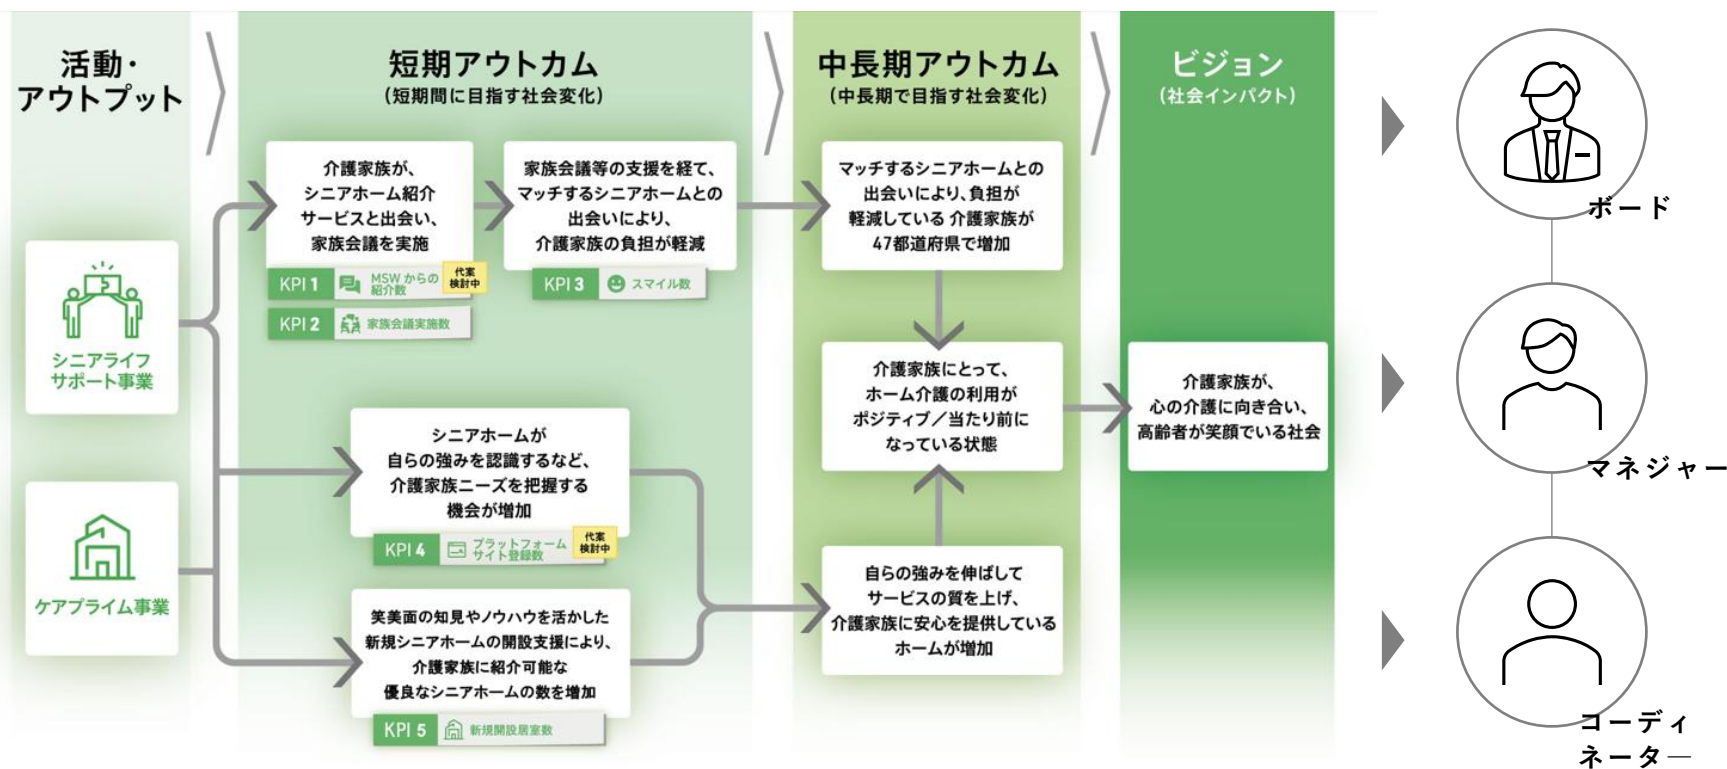 活動・
アウトプット
シニアライフ
サポート事業
ケアプライム事業
短期アウトカム
(短期間に目指す社会変化)
介護家族が、
シニアホーム紹介
サービスと出会い、
家族会議を実施
KPI 1
MSWからの
紹介数
代案
検討中
KPI 2
家族会議実施数
家族会議等の支援を経て、
マッチするシニアホームとの
出会いにより、
介護家族の負担が軽減
KPI 3
スマイル数
シニアホームが
自らの強みを認識するなど、
介護家族ニーズを把握する
機会が増加
KPI 4
プラットフォーム
サイト登録数
代案
検討中
笑美面の知見やノウハウを活かした
新規シニアホームの開設支援により、
介護家族に紹介可能な
優良なシニアホームの数を増加
KPI 5
新規開設居室数
中長期アウトカム
(中長期で目指す社会変化)
マッチするシニアホームとの
出会いにより、負担が
軽減している 介護家族が
47都道府県で増加
介護家族にとって、
ホーム介護の利用が
ポジティブ／当たり前に
なっている状態
自らの強みを伸ばして
サービスの質を上げ、
介護家族に安心を提供している
ホームが増加
ビジョン
(社会インパクト)
介護家族が、
心の介護に向き合い、
高齢者が笑顔でいる社会
ボード
マネジャー
コーディ
ネーター